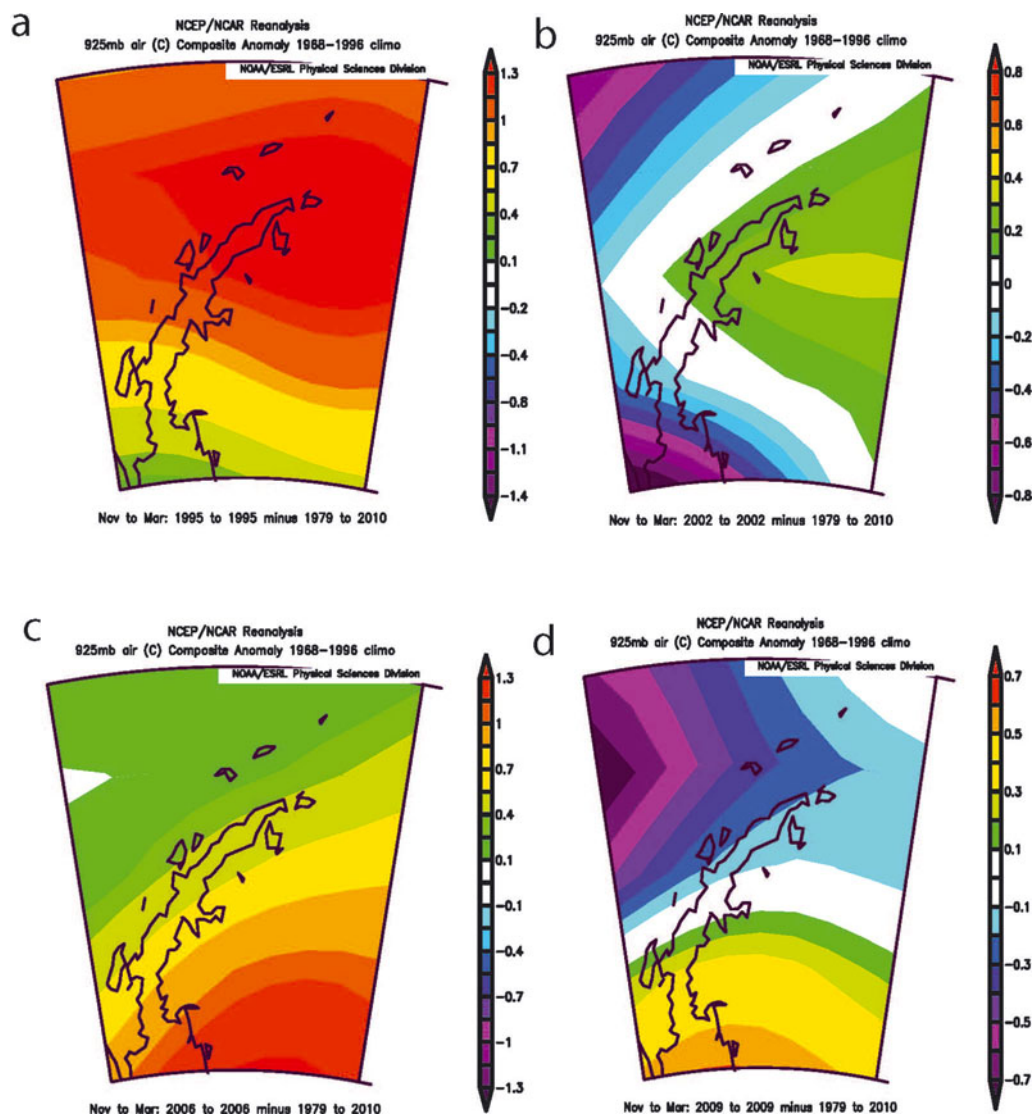 a
NCEP/NCAR Reanalysis
925mb air (C) Composite Anomaly 1968-1996 climo
NOAA/ESRL Physical Sciences Division
1.3
1
0.7
0.4
0.1
-0.2
-0.4
-0.8
-1.1
-1.4
Nov to Mar: 1995 to 1995 minus 1979 to 2010
b
NCEP/NCAR Reanalysis
925mb air (C) Composite Anomaly 1968-1996 climo
NOAA/ESRL Physical Sciences Division
0.8
0.6
0.4
0.2
0
-0.2
-0.4
-0.6
-0.8
Nov to Mar: 2002 to 2002 minus 1979 to 2010
c
NCEP/NCAR Reanalysis
925mb air (C) Composite Anomaly 1968-1996 climo
NOAA/ESRL Physical Sciences Division
1.3
1
0.7
0.4
0.1
-0.1
-0.4
-0.7
-1
-1.3
Nov to Mar: 2006 to 2006 minus 1979 to 2010
d
NCEP/NCAR Reanalysis
925mb air (C) Composite Anomaly 1968-1996 climo
NOAA/ESRL Physical Sciences Division
0.7
0.5
0.3
0.1
-0.1
-0.3
-0.5
-0.7
Nov to Mar: 2009 to 2009 minus 1979 to 2010